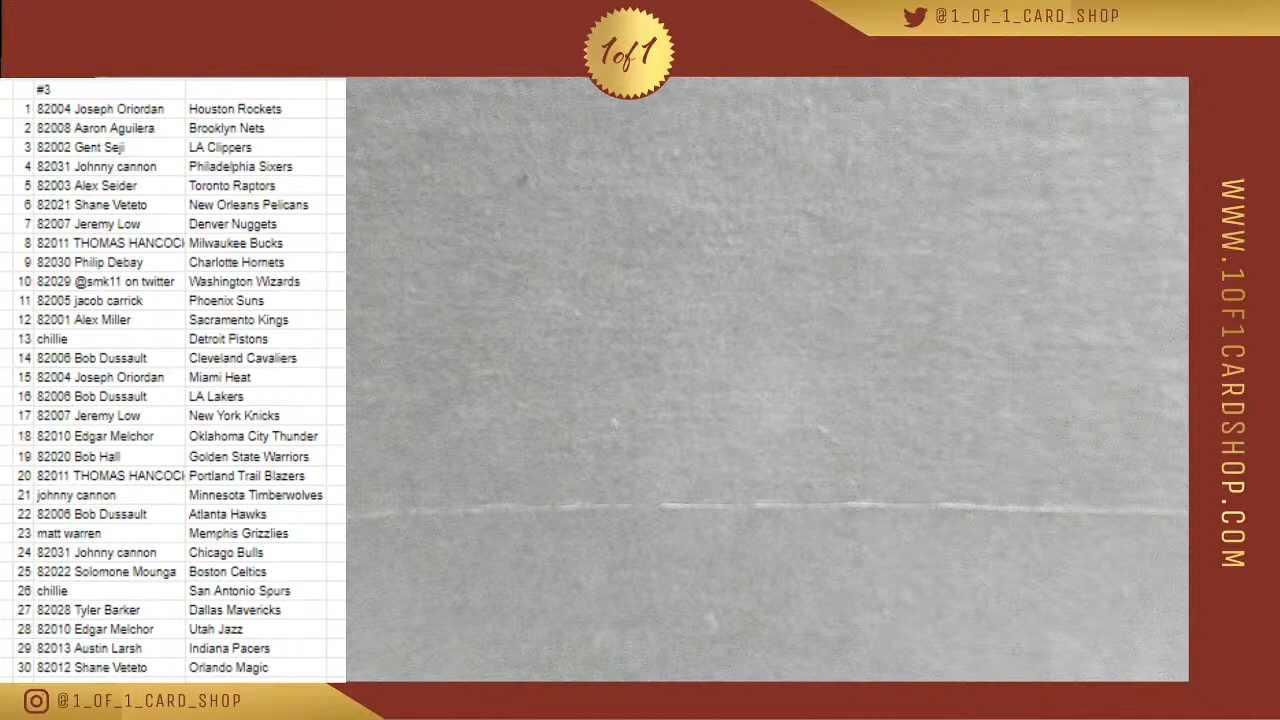 @1_OF_1_CARD_SHOP
1of1
#3
1 82004 Joseph Oriordan Houston Rockets
2 82008 Aaron Aguilera Brooklyn Nets
3 82002 Gent Seji LA Clippers
4 82031 Johnny cannon Philadelphia Sixers
5 82003 Alex Seider Toronto Raptors
6 82021 Shane Veteto New Orleans Pelicans
7 82007 Jeremy Low Denver Nuggets
8 82011 THOMAS HANCOCK Milwaukee Bucks
9 82030 Philip Debay Charlotte Hornets
10 82029 @smk11 on twitter Washington Wizards
11 82005 jacob carrick Phoenix Suns
12 82001 Alex Miller Sacramento Kings
13 chillie Detroit Pistons
14 82006 Bob Dussault Cleveland Cavaliers
15 82004 Joseph Oriordan Miami Heat
16 82006 Bob Dussault LA Lakers
17 82007 Jeremy Low New York Knicks
18 82010 Edgar Melchor Oklahoma City Thunder
19 82020 Bob Hall Golden State Warriors
20 82011 THOMAS HANCOCK Portland Trail Blazers
21 johnny cannon Minnesota Timberwolves
22 82006 Bob Dussault Atlanta Hawks
23 matt warren Memphis Grizzlies
24 82031 Johnny cannon Chicago Bulls
25 82022 Solomone Mounga Boston Celtics
26 chillie San Antonio Spurs
27 82028 Tyler Barker Dallas Mavericks
28 82010 Edgar Melchor Utah Jazz
29 82013 Austin Larsh Indiana Pacers
30 82012 Shane Veteto Orlando Magic
WWW.1OF1CARDSHOP.COM
@1_OF_1_CARD_SHOP